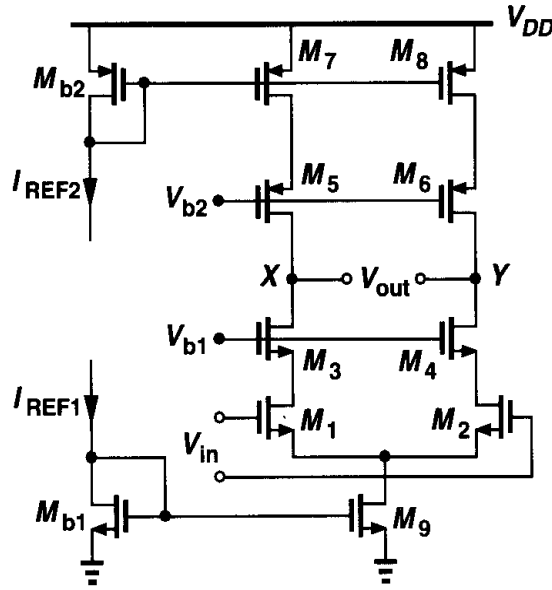 V_DD
M_b2
M_7
M_8
I_REF2
V_b2
M_5
M_6
X
V_out
Y
V_b1
M_3
M_4
I_REF1
V_in
M_1
M_2
M_b1
M_9